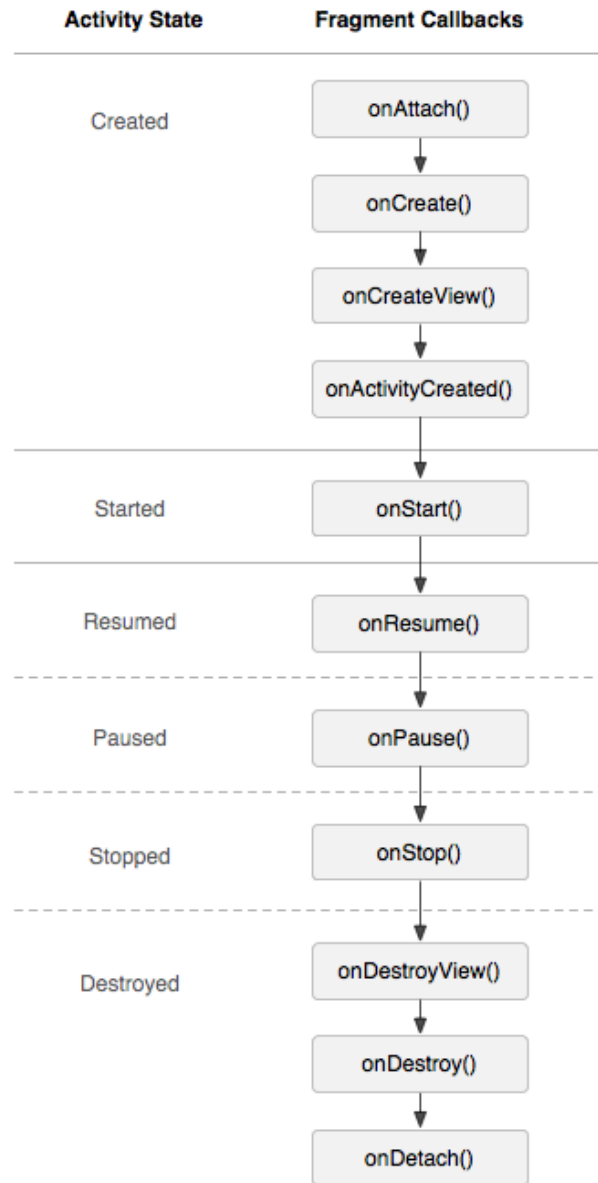 Activity State Fragment Callbacks
Created
onAttach()
onCreate()
onCreateView()
onActivityCreated()
Started
onStart()
Resumed
onResume()
Paused
onPause()
Stopped
onStop()
Destroyed
onDestroyView()
onDestroy()
onDetach()